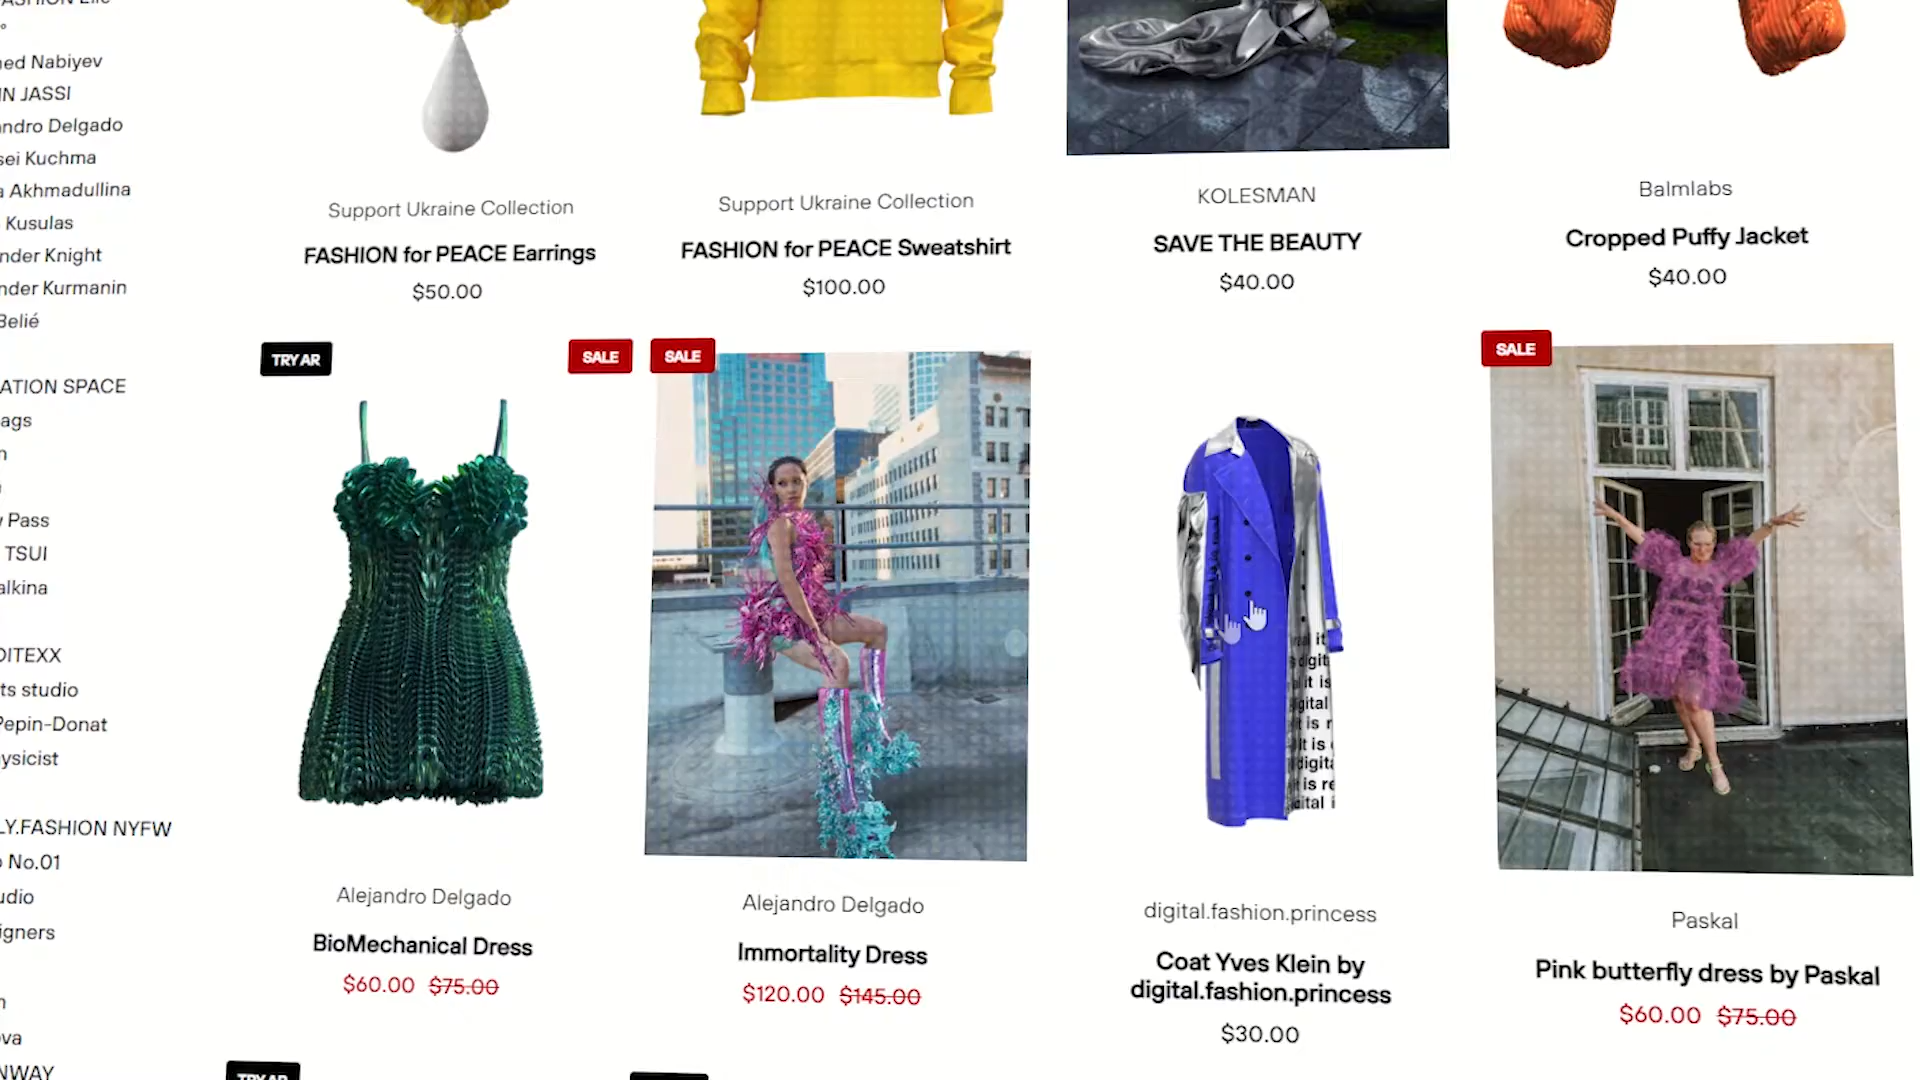 ned Nabiyev
IN JASSI
andro Delgado
sei Kuchma
a Akhmadullina
Kusulas
nder Knight
nder Kurmanin
Belié
ATION SPACE
ags
n
y Pass
TSUI
alkina
DITEXX
ts studio
Pepin-Donat
ysicist
LY.FASHION NYFW
No.01
udio
igners
n
ova
NWAY
Support Ukraine Collection
FASHION for PEACE Earrings
$50.00
Support Ukraine Collection
FASHION for PEACE Sweatshirt
$100.00
KOLESMAN
SAVE THE BEAUTY
$40.00
Balmlabs
Cropped Puffy Jacket
$40.00
TRY AR
SALE
Alejandro Delgado
BioMechanical Dress
$60.00 $75.00
SALE
Alejandro Delgado
Immortality Dress
$120.00 $145.00
digital.fashion.princess
Coat Yves Klein by
digital.fashion.princess
$30.00
SALE
Paskal
Pink butterfly dress by Paskal
$60.00 $75.00
TRY AR